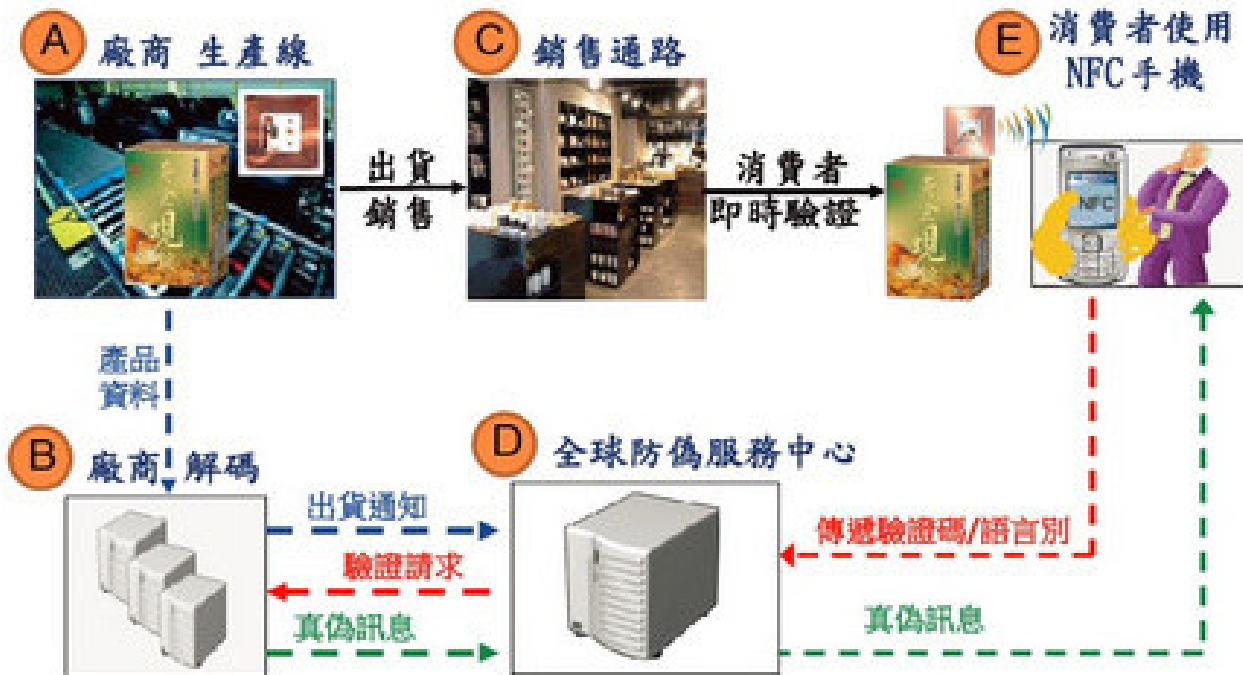 A 廠商 生產線
C 銷售通路
E 消費者使用
NFC手機
出貨
銷售
消費者
即時驗證
NFC
產品
資料
B 廠商 解碼
D 全球防偽服務中心
出貨通知
驗證請求
真偽訊息
傳遞驗證碼/語言別
真偽訊息